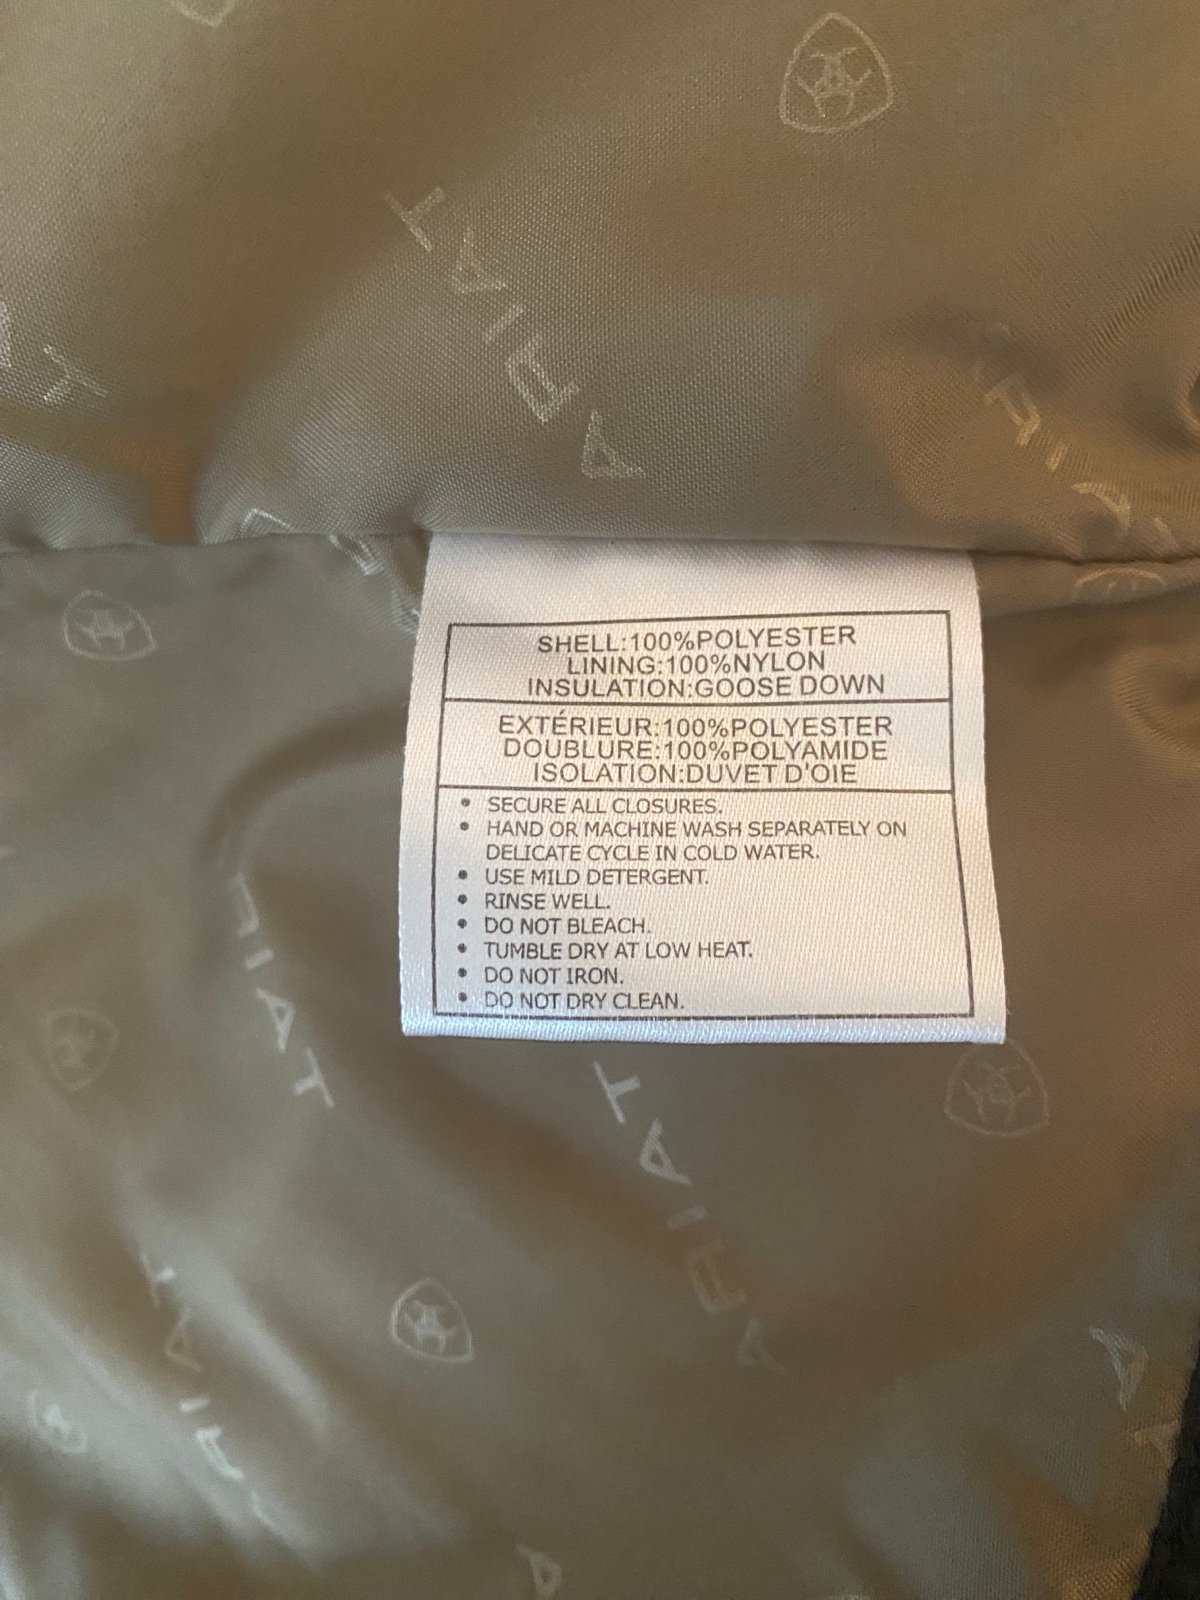 TAIRA
SHELL:100%POLYESTER
LINING:100%NYLON
INSULATION:GOOSE DOWN
EXTÉRIEUR:100%POLYESTER
DOUBLURE:100%POLYAMIDE
ISOLATION:DUVET D'OIE
• SECURE ALL CLOSURES.
• HAND OR MACHINE WASH SEPARATELY ON
DELICATE CYCLE IN COLD WATER.
• USE MILD DETERGENT.
• RINSE WELL.
• DO NOT BLEACH.
• TUMBLE DRY AT LOW HEAT.
• DO NOT IRON.
• DO NOT DRY CLEAN.
ARIAT